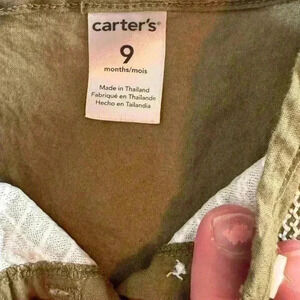 carter's®
9
months/mois
Made in Thailand
Fabriqué en Thaïlande
Hecho en Tailandia